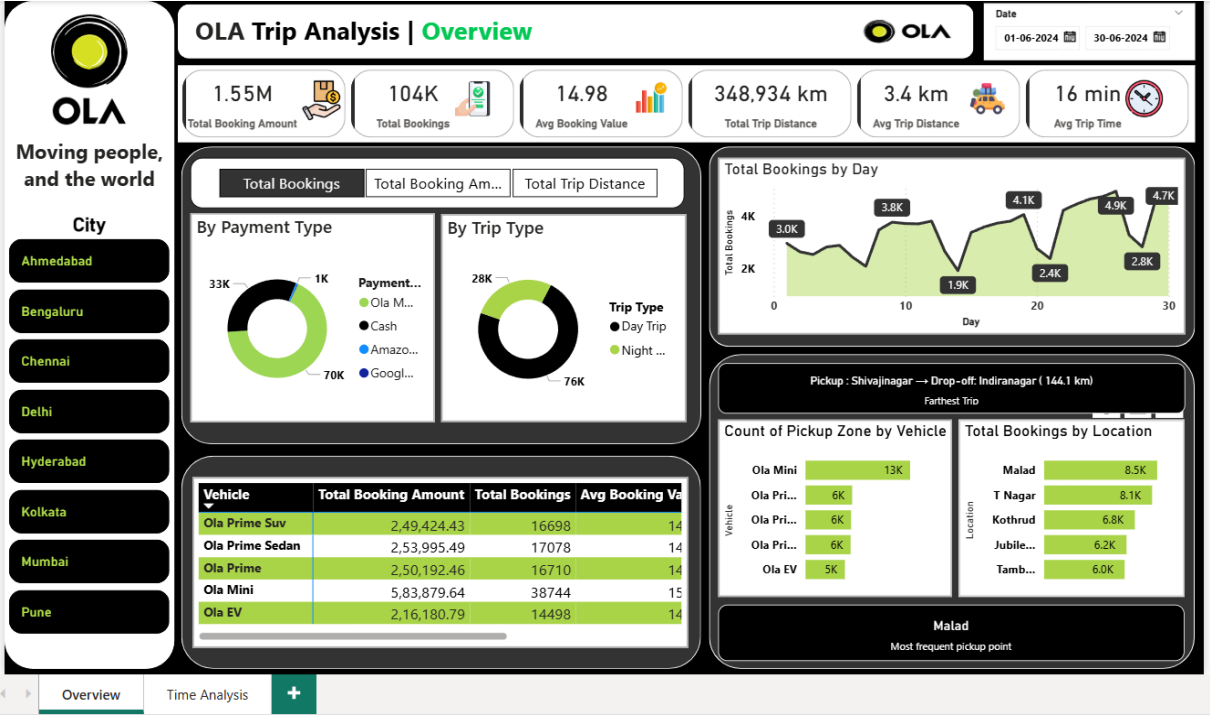 OLA
Moving people,
and the world
City
Ahmedabad
Bengaluru
Chennai
Delhi
Hyderabad
Kolkata
Mumbai
Pune
OLA Trip Analysis | Overview
OLA
Date
01-06-2024 30-06-2024
1.55M
Total Booking Amount
104K
Total Bookings
14.98
Avg Booking Value
348,934 km
Total Trip Distance
3.4 km
Avg Trip Distance
16 min
Avg Trip Time
Total Bookings Total Booking Am... Total Trip Distance
By Payment Type
33K
1K
70K
Payment...
Ola M...
Cash
Amazo...
Googl...
By Trip Type
28K
76K
Trip Type
Day Trip
Night ...
Total Bookings by Day
Total Bookings
4K
2K
3.0K
3.8K
1.9K
4.1K
2.4K
4.9K
2.8K
4.7K
0 10 20 30
Day
Vehicle Total Booking Amount Total Bookings Avg Booking Va
Ola Prime Suv 2,49,424.43 16698 14
Ola Prime Sedan 2,53,995.49 17078 14
Ola Prime 2,50,192.46 16710 14
Ola Mini 5,83,879.64 38744 15
Ola EV 2,16,180.79 14498 14
Pickup : Shivajinagar → Drop-off: Indiranagar ( 144.1 km)
Farthest Trip
Count of Pickup Zone by Vehicle
Vehicle
Ola Mini 13K
Ola Pri... 6K
Ola Pri... 6K
Ola Pri... 6K
Ola EV 5K
Total Bookings by Location
Location
Malad 8.5K
T Nagar 8.1K
Kothrud 6.8K
Jubile... 6.2K
Tamb... 6.0K
Malad
Most frequent pickup point
Overview Time Analysis +